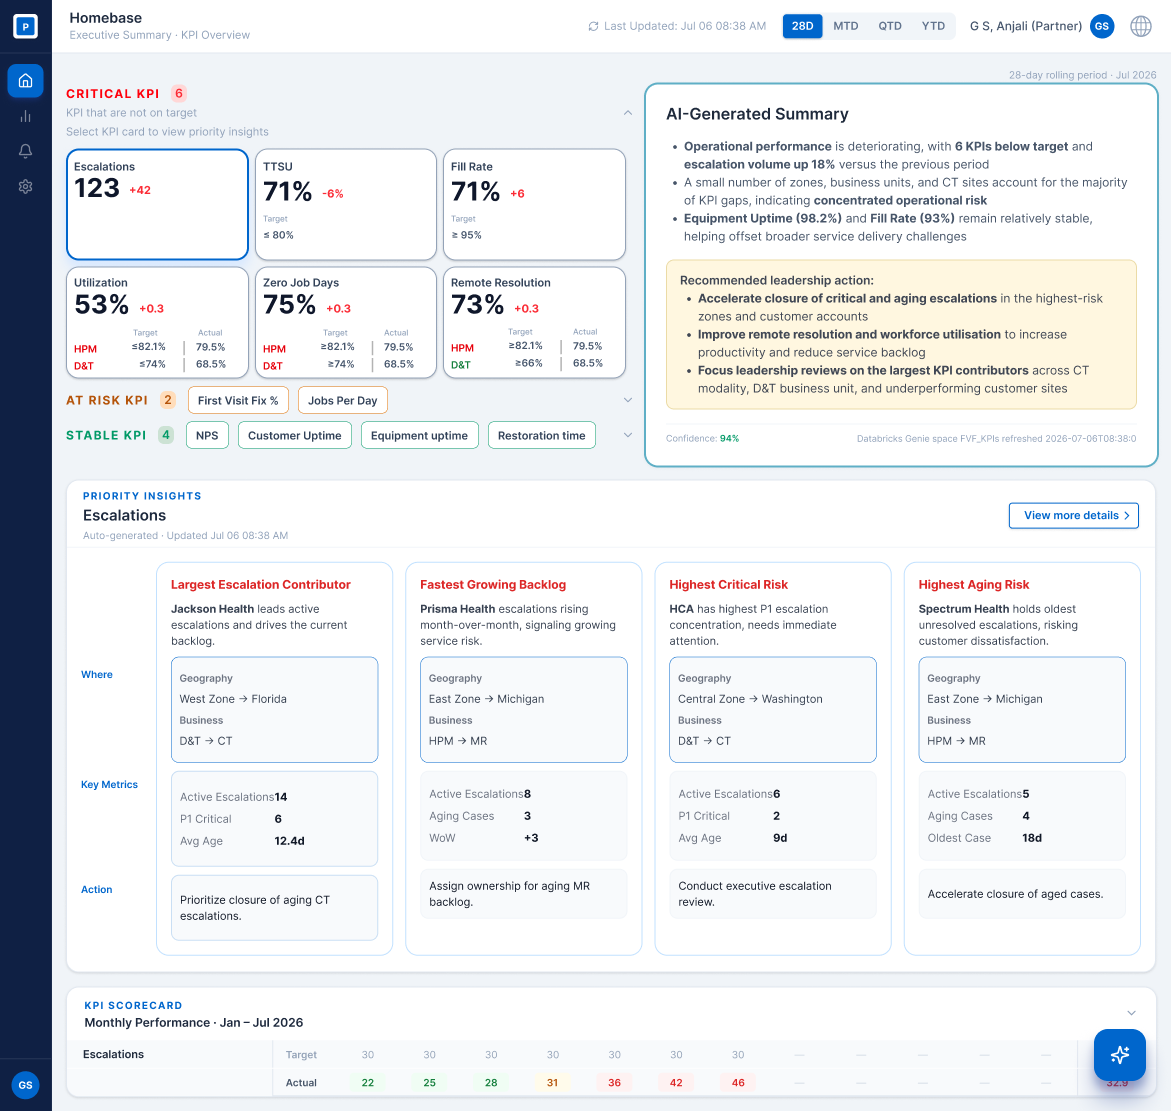 P
Homebase
Executive Summary · KPI Overview
Last Updated: Jul 06 08:38 AM
28D
MTD
QTD
YTD
G S, Anjali (Partner)
GS
28-day rolling period · Jul 2026
CRITICAL KPI 6
KPI that are not on target
Select KPI card to view priority insights
Escalations
123 +42
TTSU
71% -6%
Target
≤ 80%
Fill Rate
71% +6
Target
≥ 95%
Utilization
53% +0.3
Target Actual
HPM ≤82.1% 79.5%
D&T ≤74% 68.5%
Zero Job Days
75% +0.3
Target Actual
HPM ≥82.1% 79.5%
D&T ≥74% 68.5%
Remote Resolution
73% +0.3
Target Actual
HPM ≥82.1% 79.5%
D&T ≥66% 68.5%
AT RISK KPI 2 First Visit Fix % Jobs Per Day
STABLE KPI 4 NPS Customer Uptime Equipment uptime Restoration time
AI-Generated Summary
• Operational performance is deteriorating, with 6 KPIs below target and
escalation volume up 18% versus the previous period
• A small number of zones, business units, and CT sites account for the majority
of KPI gaps, indicating concentrated operational risk
• Equipment Uptime (98.2%) and Fill Rate (93%) remain relatively stable,
helping offset broader service delivery challenges
Recommended leadership action:
• Accelerate closure of critical and aging escalations in the highest-risk
zones and customer accounts
• Improve remote resolution and workforce utilisation to increase
productivity and reduce service backlog
• Focus leadership reviews on the largest KPI contributors across CT
modality, D&T business unit, and underperforming customer sites
Confidence: 94%
Databricks Genie space FVF_KPIs refreshed 2026-07-06T08:38:0
PRIORITY INSIGHTS
Escalations
Auto-generated · Updated Jul 06 08:38 AM
View more details
Where
Key Metrics
Action
Largest Escalation Contributor
Jackson Health leads active
escalations and drives the current
backlog.
Geography
West Zone → Florida
Business
D&T → CT
Active Escalations 14
P1 Critical 6
Avg Age 12.4d
Prioritize closure of aging CT
escalations.
Fastest Growing Backlog
Prisma Health escalations rising
month-over-month, signaling growing
service risk.
Geography
East Zone → Michigan
Business
HPM → MR
Active Escalations 8
Aging Cases 3
WoW +3
Assign ownership for aging MR
backlog.
Highest Critical Risk
HCA has highest P1 escalation
concentration, needs immediate
attention.
Geography
Central Zone → Washington
Business
D&T → CT
Active Escalations 6
P1 Critical 2
Avg Age 9d
Conduct executive escalation
review.
Highest Aging Risk
Spectrum Health holds oldest
unresolved escalations, risking
customer dissatisfaction.
Geography
East Zone → Michigan
Business
HPM → MR
Active Escalations 5
Aging Cases 4
Oldest Case 18d
Accelerate closure of aged cases.
KPI SCORECARD
Monthly Performance · Jan – Jul 2026
Escalations Target 30 30 30 30 30 30 30 — — — — —
Actual 22 25 28 31 36 42 46 — — — — — 32.9
GS